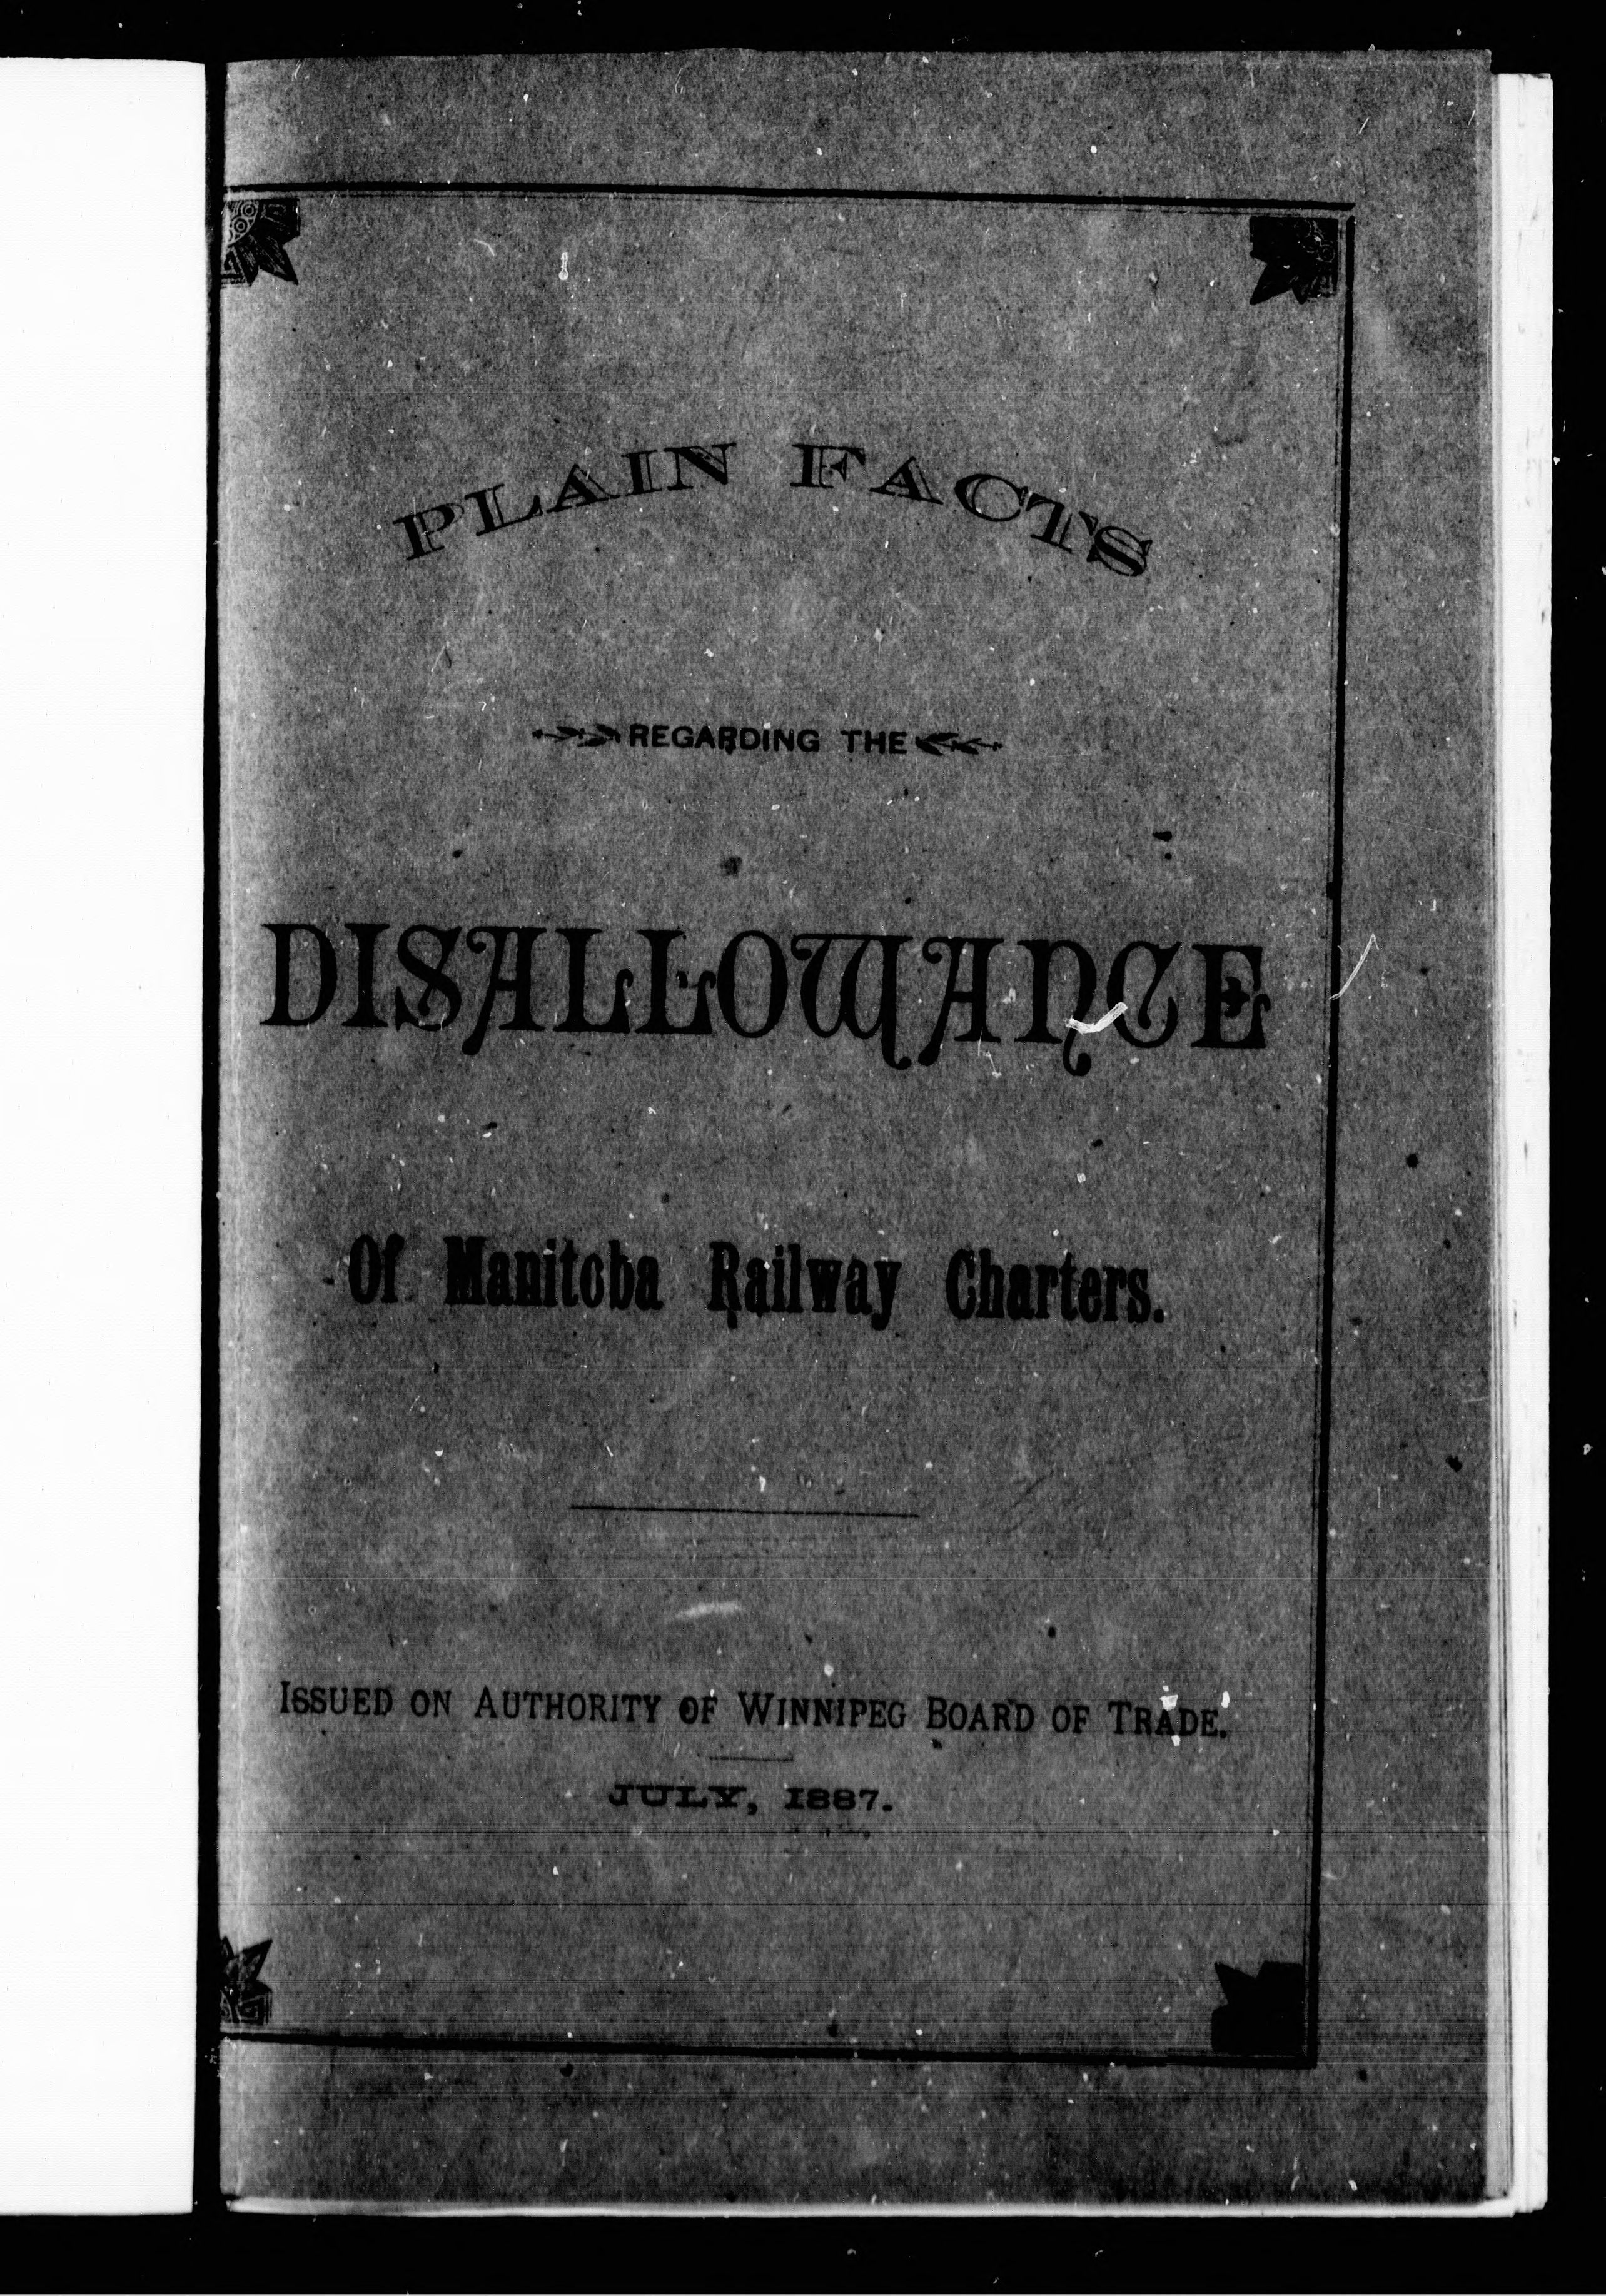 PLAIN FACTS
REGARDING THE
DISALLOWANCE
Of Manitoba Railway Charters.
ISSUED ON AUTHORITY OF WINNIPEG BOARD OF TRADE.
JULY, 1887.